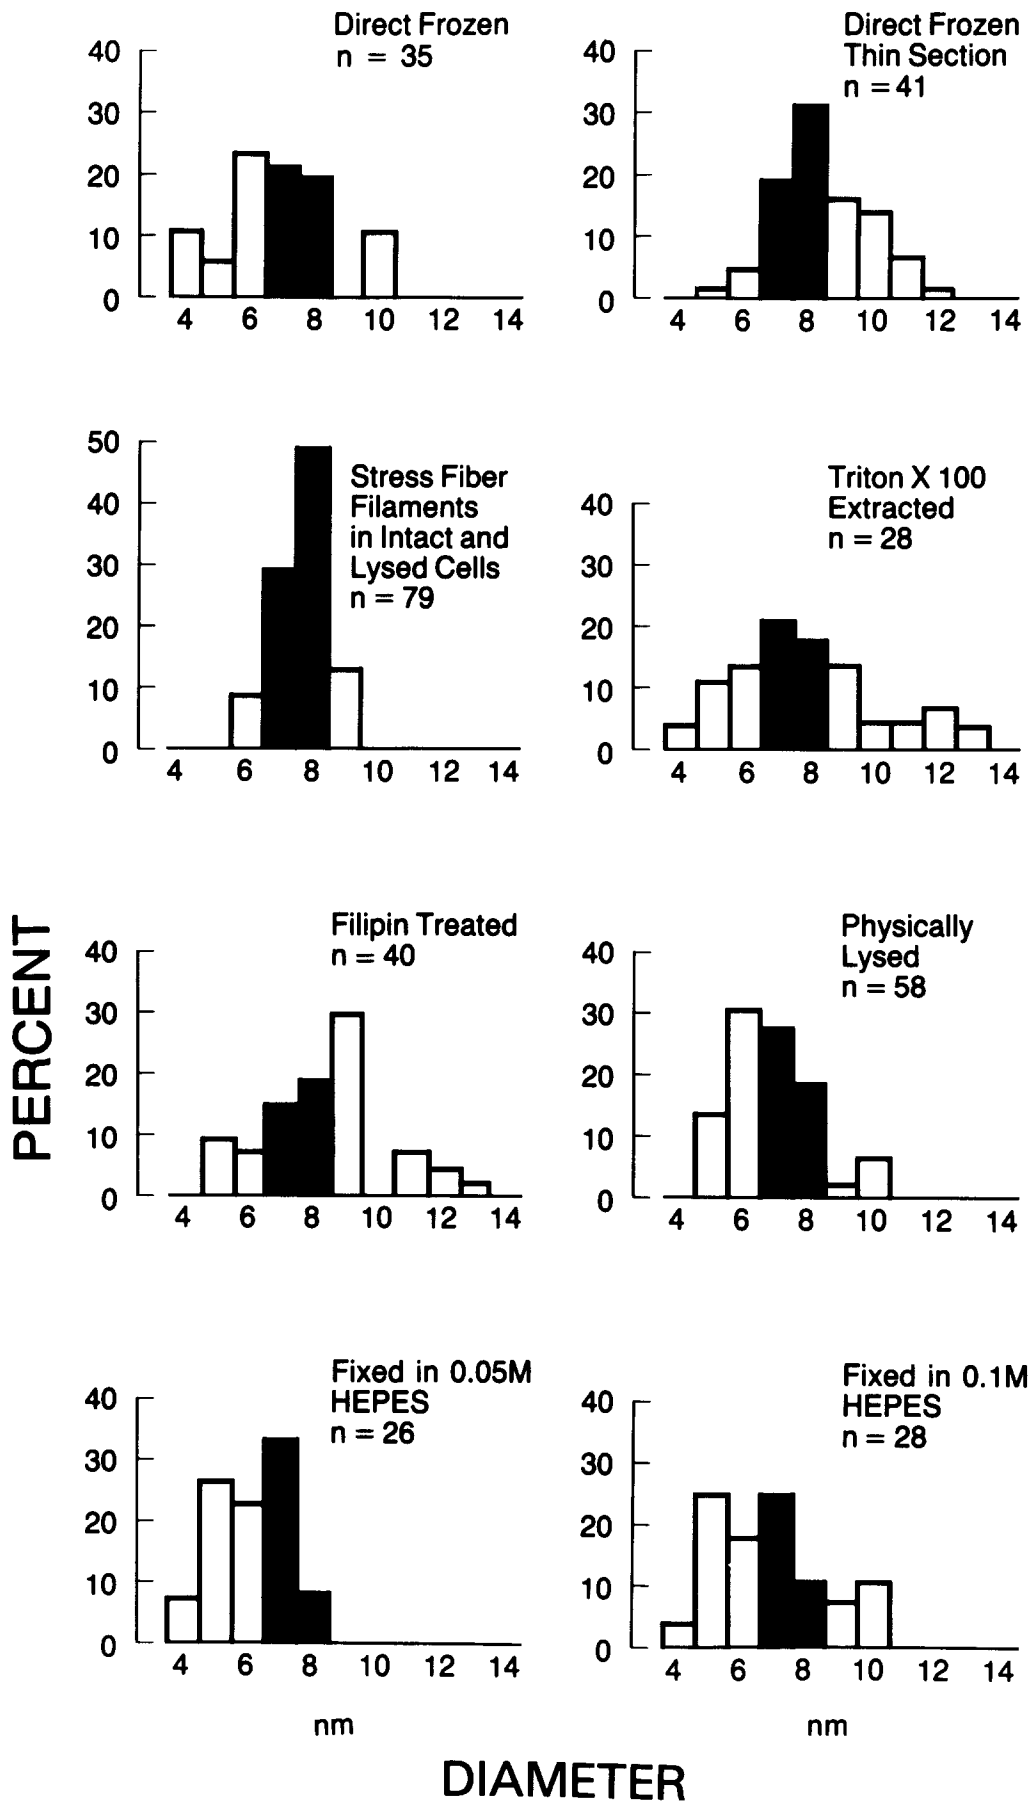 Direct Frozen
n = 35
40
30
20
10
0
4 6 8 10 12 14
Direct Frozen
Thin Section
n = 41
40
30
20
10
0
4 6 8 10 12 14
Stress Fiber
Filaments
in Intact and
Lysed Cells
n = 79
50
40
30
20
10
0
4 6 8 10 12 14
Triton X 100
Extracted
n = 28
40
30
20
10
0
4 6 8 10 12 14
PERCENT
Filipin Treated
n = 40
40
30
20
10
0
4 6 8 10 12 14
Physically
Lysed
n = 58
40
30
20
10
0
4 6 8 10 12 14
Fixed in 0.05M
HEPES
n = 26
40
30
20
10
0
4 6 8 10 12 14
nm
Fixed in 0.1M
HEPES
n = 28
40
30
20
10
0
4 6 8 10 12 14
nm
DIAMETER